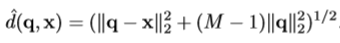 d̂(q, x) = (‖q − x‖₂² + (M − 1)‖q‖₂²)^{1/2}